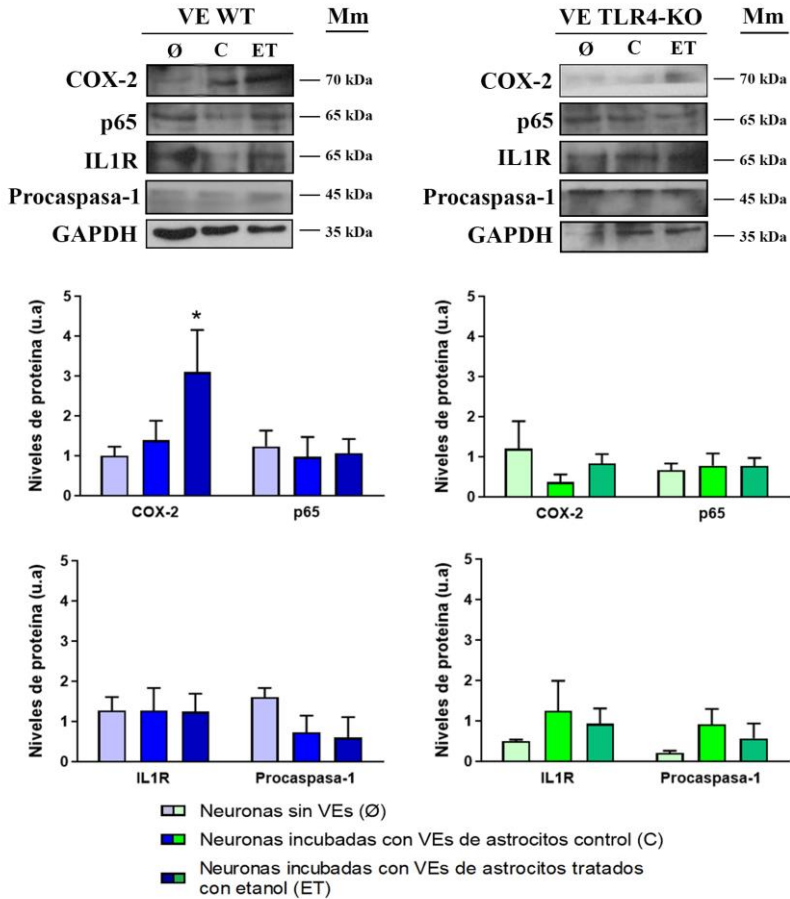 VE WT Mm
Ø C ET
COX-2 70 kDa
p65 65 kDa
IL1R 65 kDa
Procaspasa-1 45 kDa
GAPDH 35 kDa
VE TLR4-KO Mm
Ø C ET
COX-2 70 kDa
p65 65 kDa
IL1R 65 kDa
Procaspasa-1 45 kDa
GAPDH 35 kDa
Niveles de proteína (u.a)
5
4
3
2
1
0
*
COX-2 p65
Niveles de proteína (u.a)
5
4
3
2
1
0
COX-2 p65
Niveles de proteína (u.a)
5
4
3
2
1
0
IL1R Procaspasa-1
Niveles de proteína (u.a)
5
4
3
2
1
0
IL1R Procaspasa-1
Neuronas sin VEs (Ø)
Neuronas incubadas con VEs de astrocitos control (C)
Neuronas incubadas con VEs de astrocitos tratados
con etanol (ET)